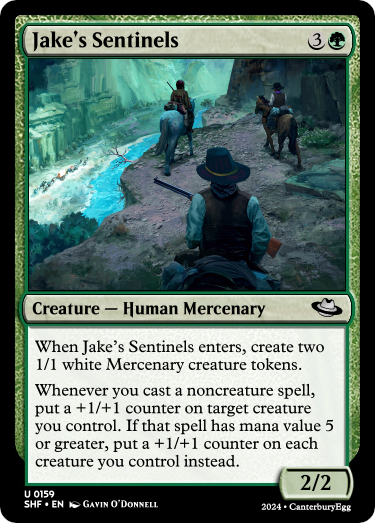 Jake's Sentinels 3
Creature — Human Mercenary
When Jake's Sentinels enters, create two
1/1 white Mercenary creature tokens.
Whenever you cast a noncreature spell,
put a +1/+1 counter on target creature
you control. If that spell has mana value 5
or greater, put a +1/+1 counter on each
creature you control instead.
2/2
U 0159
SHF • EN Gavin O'Donnell
2024 • CanterburyEgg